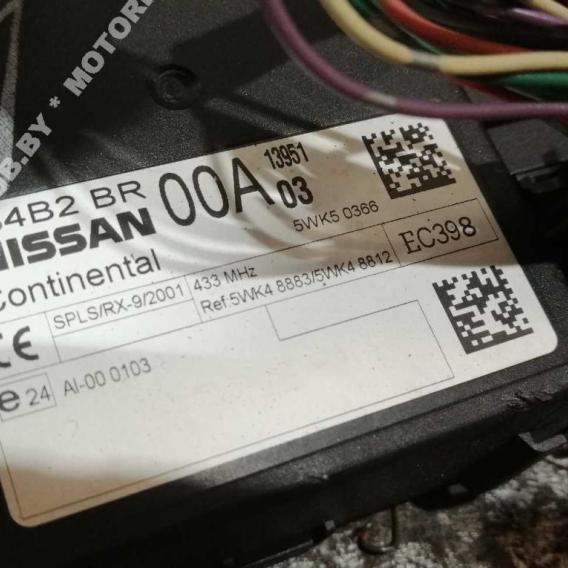 BR 00A 13951
NISSAN 03
5WK5 0366
Continental
SPLS/RX-9/2001 433 MHz EC398
Ref:5WK4 8883/5WK4 8812
CE
e 24 AI-00 0103